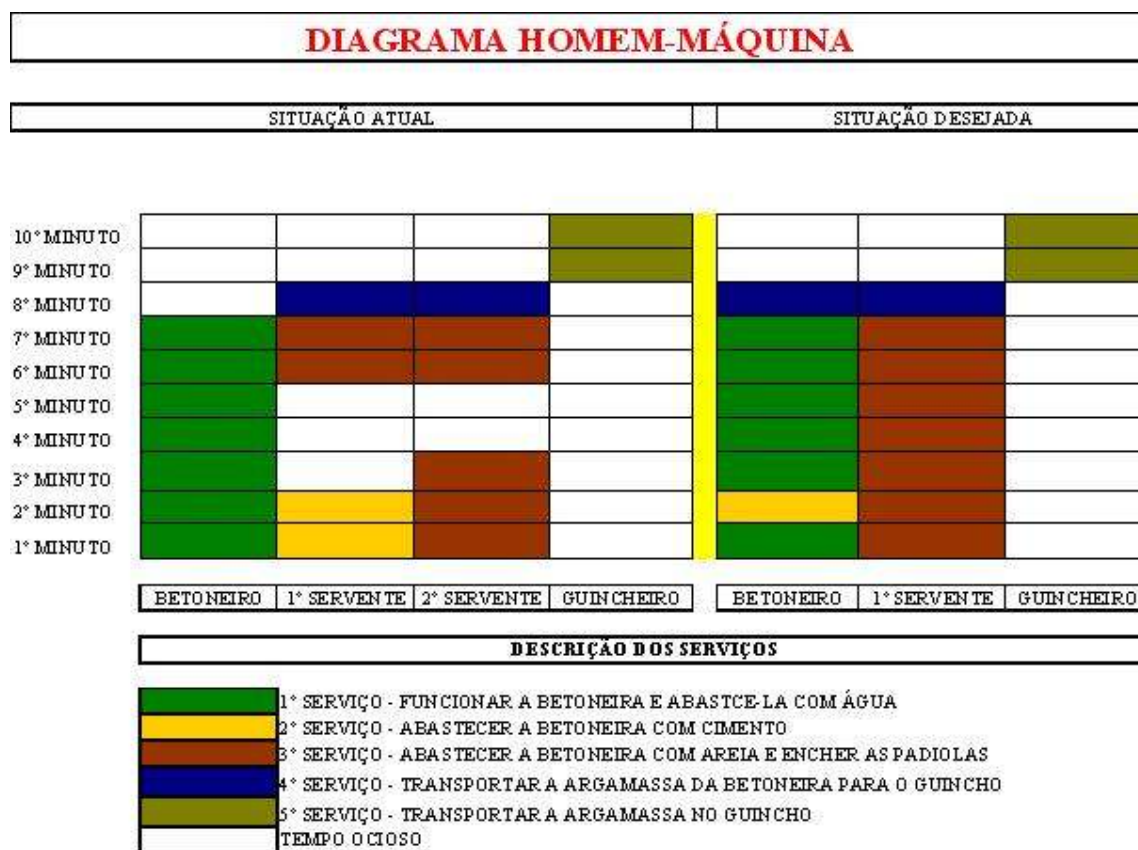 DIAGRAMA HOMEM-MÁQUINA
SITUAÇÃO ATUAL SITUAÇÃO DESEJADA
10° MINUTO
9° MINUTO
8° MINUTO
7° MINUTO
6° MINUTO
5° MINUTO
4° MINUTO
3° MINUTO
2° MINUTO
1° MINUTO
BETONEIRO 1° SERVENTE 2° SERVENTE GUINCHEIRO BETONEIRO 1° SERVENTE GUINCHEIRO
DESCRIÇÃO DOS SERVIÇOS
1° SERVIÇO - FUNCIONAR A BETONEIRA E ABASTCE-LA COM ÁGUA
2° SERVIÇO - ABASTECER A BETONEIRA COM CIMENTO
3° SERVIÇO - ABASTECER A BETONEIRA COM AREIA E ENCHER AS PADIOLAS
4° SERVIÇO - TRANSPORTAR A ARGAMASSA DA BETONEIRA PARA O GUINCHO
5° SERVIÇO - TRANSPORTAR A ARGAMASSA NO GUINCHO
TEMPO OCIOSO